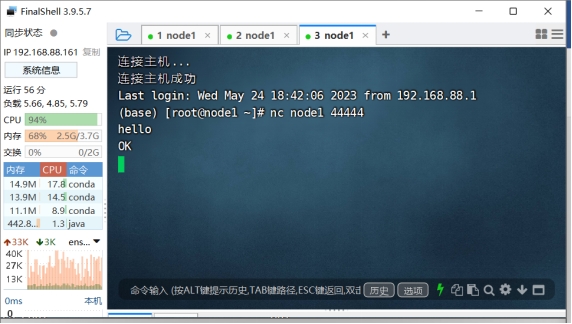 FinalShell 3.9.5.7
同步状态
IP 192.168.88.161 复制
系统信息
运行 56 分
负载 5.66, 4.85, 5.79
CPU 94%
内存 68% 2.5G/3.7G
交换 0% 0/2G
内存 CPU 命令
14.9M 17.8 conda
13.9M 14.5 conda
11.1M 8.9 conda
442.8... 1.3 java
33K 3K ens...
40K
27K
13K
0ms 本机
0
1 node1
2 node1
3 node1
连接主机...
连接主机成功
Last login: Wed May 24 18:42:06 2023 from 192.168.88.1
(base) [root@node1 ~]# nc node1 44444
hello
OK
命令输入 (按ALT键提示历史,TAB键路径,ESC键返回,双击
历史
选项